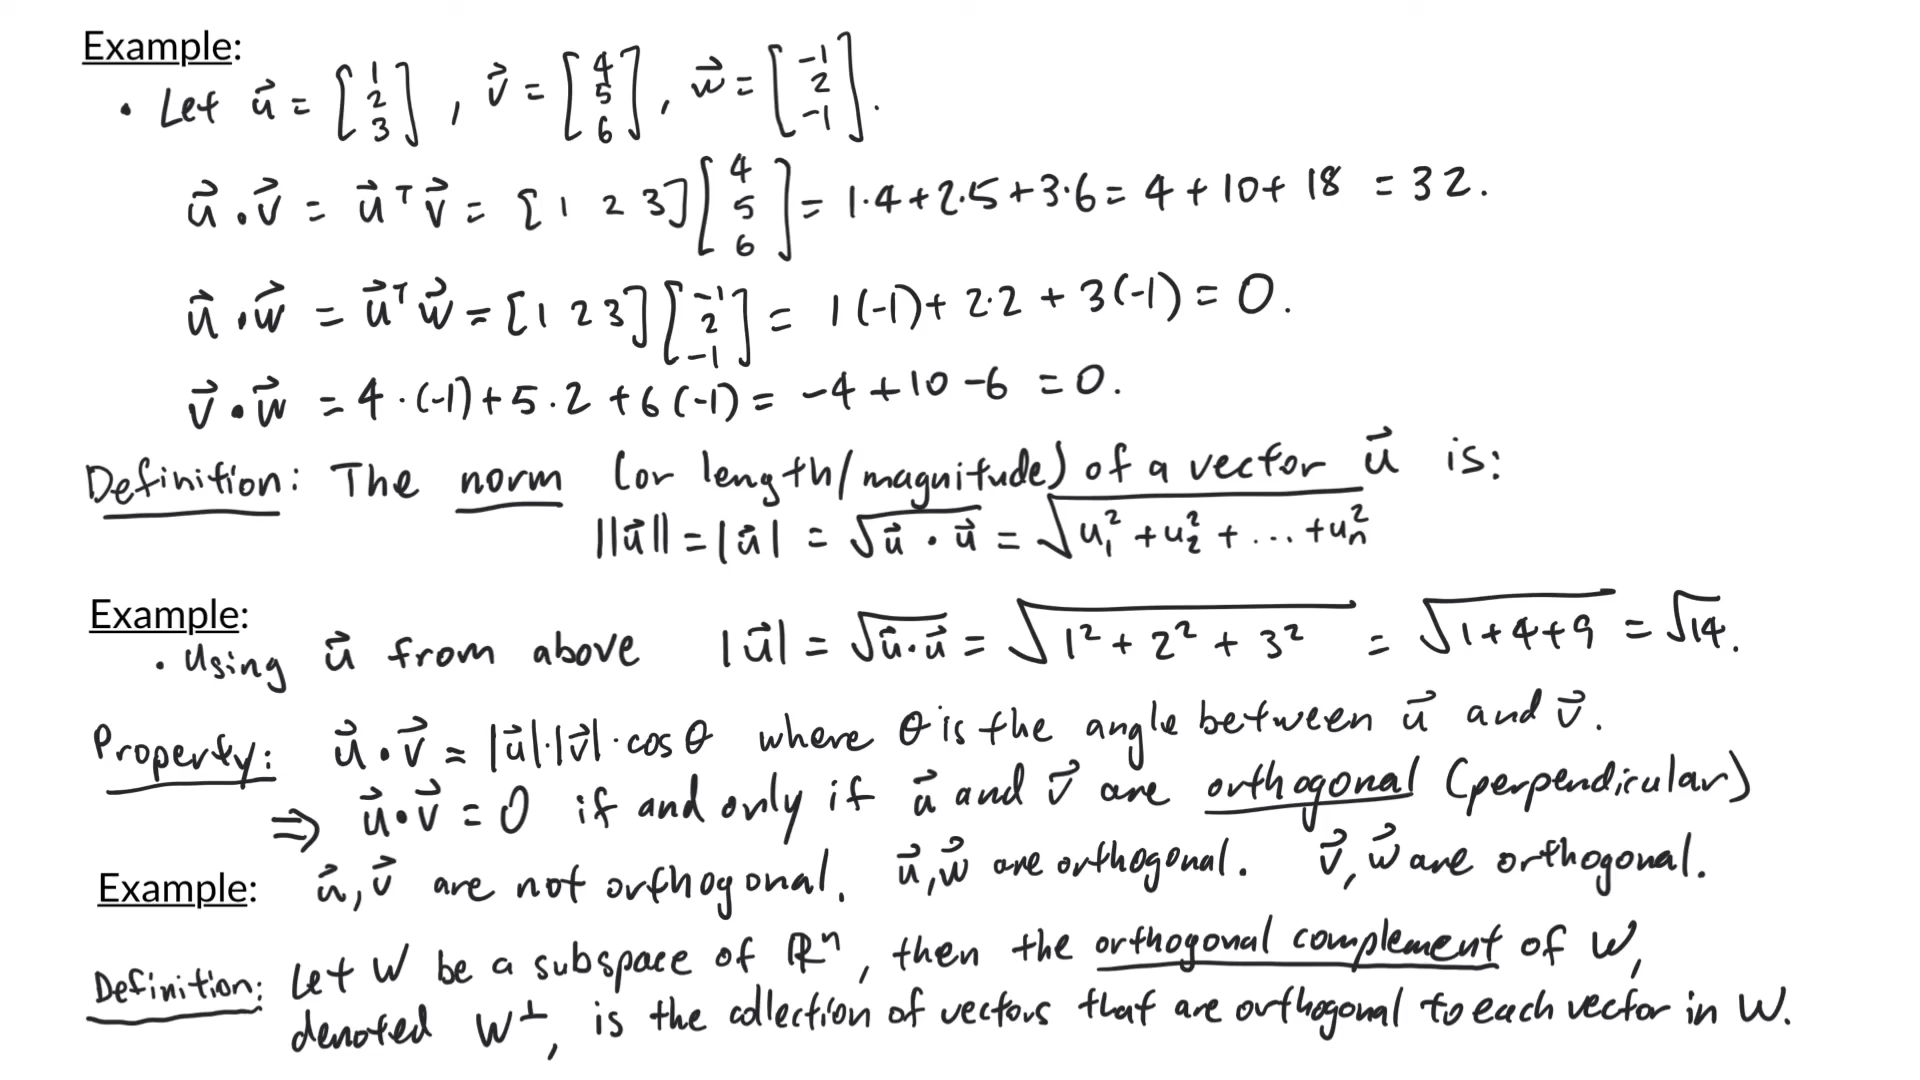 Example:
• Let u⃗ = [1 2 3], v⃗ = [4 5 6], w⃗ = [-1 2 -1].
u⃗ • v⃗ = u⃗ᵀ v⃗ = [1 2 3] [4 5 6] = 1·4 + 2·5 + 3·6 = 4 + 10 + 18 = 32.
u⃗ • w⃗ = u⃗ᵀ w⃗ = [1 2 3] [-1 2 -1] = 1(-1) + 2·2 + 3(-1) = 0.
v⃗ • w⃗ = 4·(-1) + 5·2 + 6(-1) = -4 + 10 - 6 = 0.
Definition: The norm (or length/magnitude) of a vector u⃗ is:
||u⃗|| = |u⃗| = √(u⃗ • u⃗) = √(u₁² + u₂² + ... + uₙ²)
Example:
• Using u⃗ from above |u⃗| = √(u⃗•u⃗) = √(1² + 2² + 3²) = √(1+4+9) = √14.
Property: u⃗ • v⃗ = |u⃗|·|v⃗|·cos θ where θ is the angle between u⃗ and v⃗.
⇒ u⃗•v⃗ = 0 if and only if u⃗ and v⃗ are orthogonal (perpendicular)
Example: u⃗, v⃗ are not orthogonal. u⃗, w⃗ are orthogonal. v⃗, w⃗ are orthogonal.
Definition: Let W be a subspace of ℝⁿ, then the orthogonal complement of W,
denoted W⊥, is the collection of vectors that are orthogonal to each vector in W.